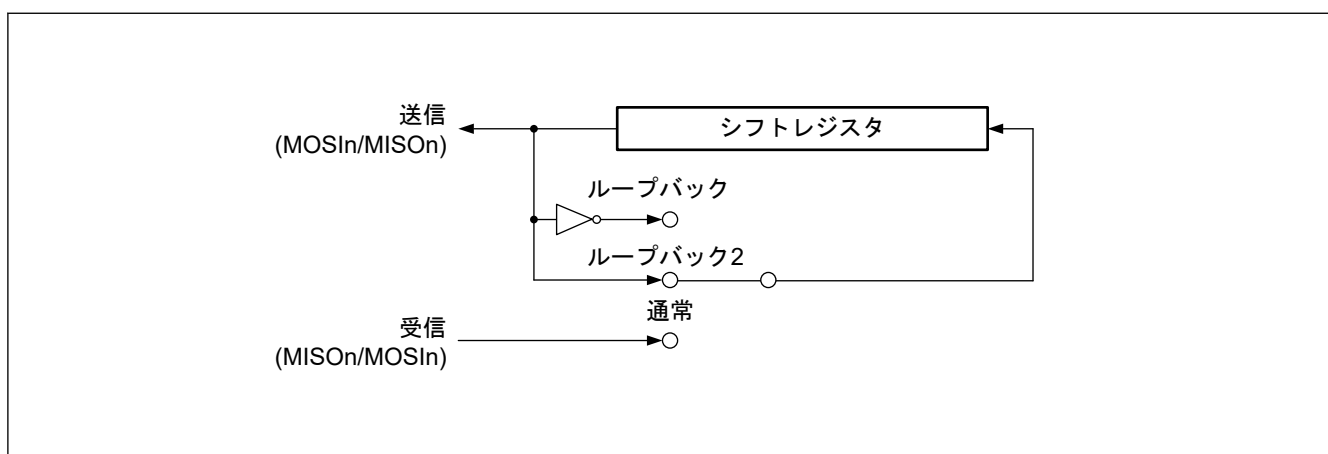 送信
(MOSIn/MISOn)
シフトレジスタ
ループバック
ループバック2
通常
受信
(MISOn/MOSIn)